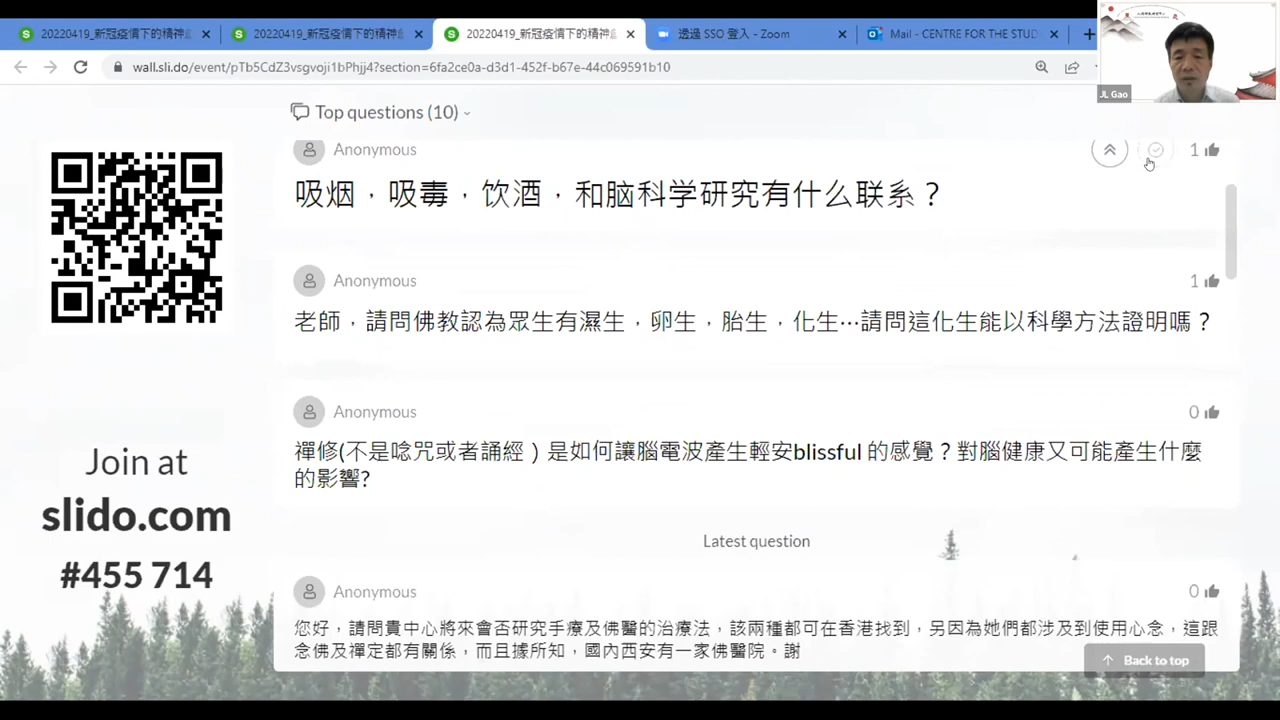 20220419_新冠疫情下的精神
20220419_新冠疫情下的精神
20220419_新冠疫情下的精神
透過 SSO 登入 - Zoom
Mail - CENTRE FOR THE STUD
wall.sli.do/event/pTb5CdZ3vsgvoji1bPhjj4?section=6fa2ce0a-d3d1-452f-b67e-44c069591b10
JL Gao
Top questions (10)
Anonymous
1
吸烟，吸毒，饮酒，和脑科学研究有什么联系？
Anonymous
1
老師，請問佛教認為眾生有濕生，卵生，胎生，化生…請問這化生能以科學方法證明嗎？
Anonymous
0
禪修(不是唸咒或者誦經 ) 是如何讓腦電波產生輕安blissful 的感覺？對腦健康又可能產生什麼
的影響?
Latest question
Anonymous
0
您好，請問貴中心將來會否研究手療及佛醫的治療法，該兩種都可在香港找到，另因為她們都涉及到使用心念，這跟
念佛及禪定都有關係，而且據所知，國內西安有一家佛醫院。謝
Back to top
Join at
slido.com
#455 714